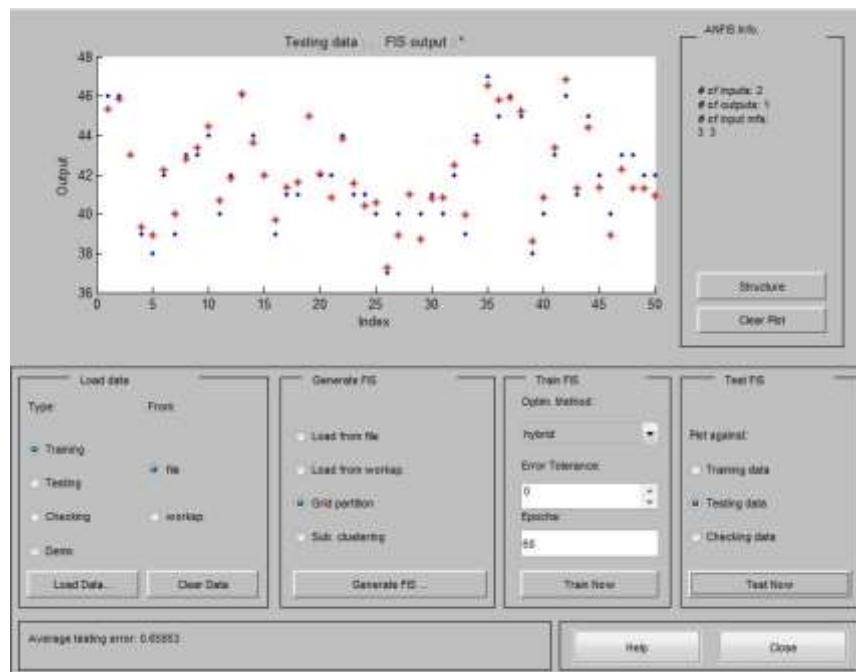 Testing data : . FIS output : *
48
46
44
42
40
38
36
Output
0 5 10 15 20 25 30 35 40 45 50
Index
ANFIS Info.
# of inputs: 2
# of outputs: 1
# of input mfs:
3 3
Structure
Clear Plot
Load data
Type:
From:
Training
Testing
Checking
Demo
file
worksp.
Load Data...
Clear Data
Generate FIS
Load from file
Load from worksp.
Grid partition
Sub. clustering
Generate FIS ...
Train FIS
Optim. Method:
hybrid
Error Tolerance:
0
Epochs:
Train Now
Test FIS
Plot against:
Training data
Testing data
Checking data
Test Now
Average testing error: 0.65853
Help
Close